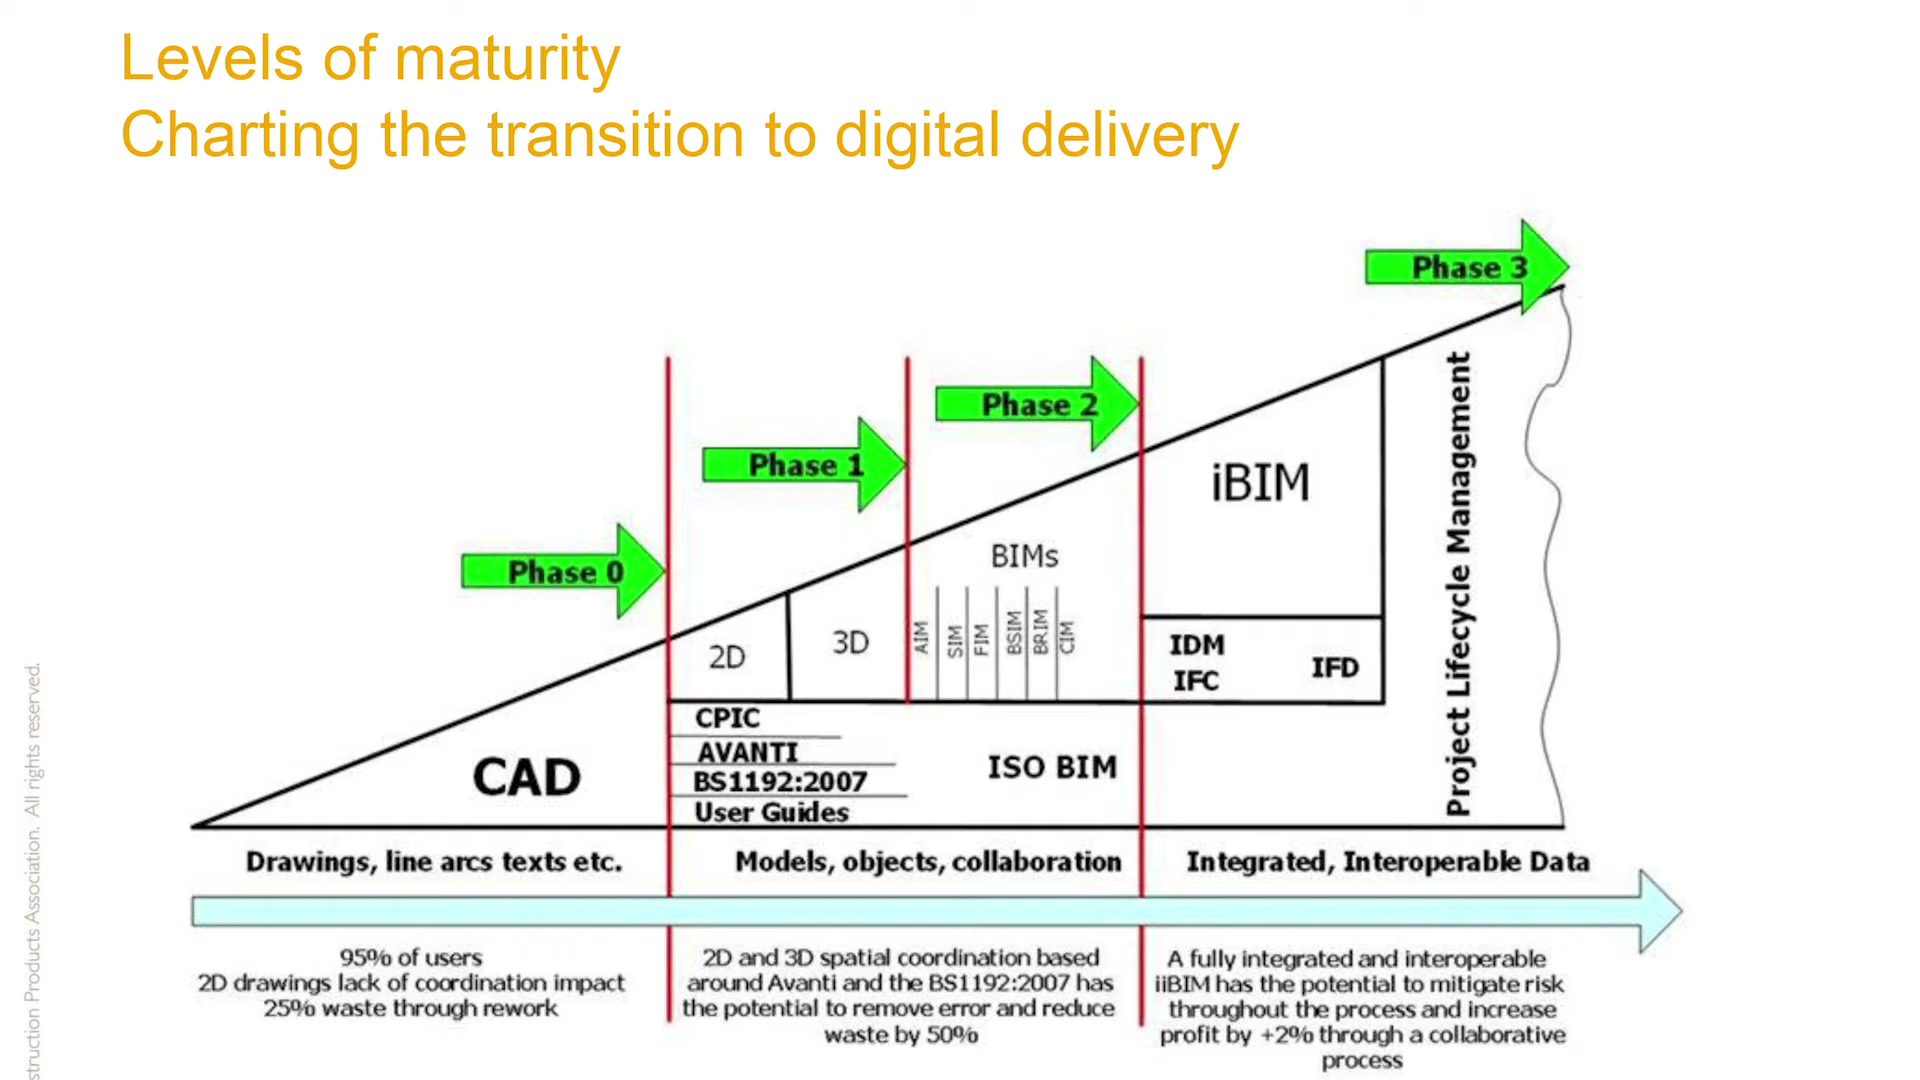 Levels of maturity
Charting the transition to digital delivery
Phase 3
Phase 2
Phase 1
Phase 0
iBIM
BIMs
2D
3D
AIM
SIM
FIM
BSIM
BRIM
CIM
IDM
IFC
IFD
Project Lifecycle Management
CAD
CPIC
AVANTI
BS1192:2007
User Guides
ISO BIM
Drawings, line arcs texts etc.
Models, objects, collaboration
Integrated, Interoperable Data
95% of users
2D drawings lack of coordination impact
25% waste through rework
2D and 3D spatial coordination based
around Avanti and the BS1192:2007 has
the potential to remove error and reduce
waste by 50%
A fully integrated and interoperable
iiBIM has the potential to mitigate risk
throughout the process and increase
profit by +2% through a collaborative
process
struction Products Association. All rights reserved.